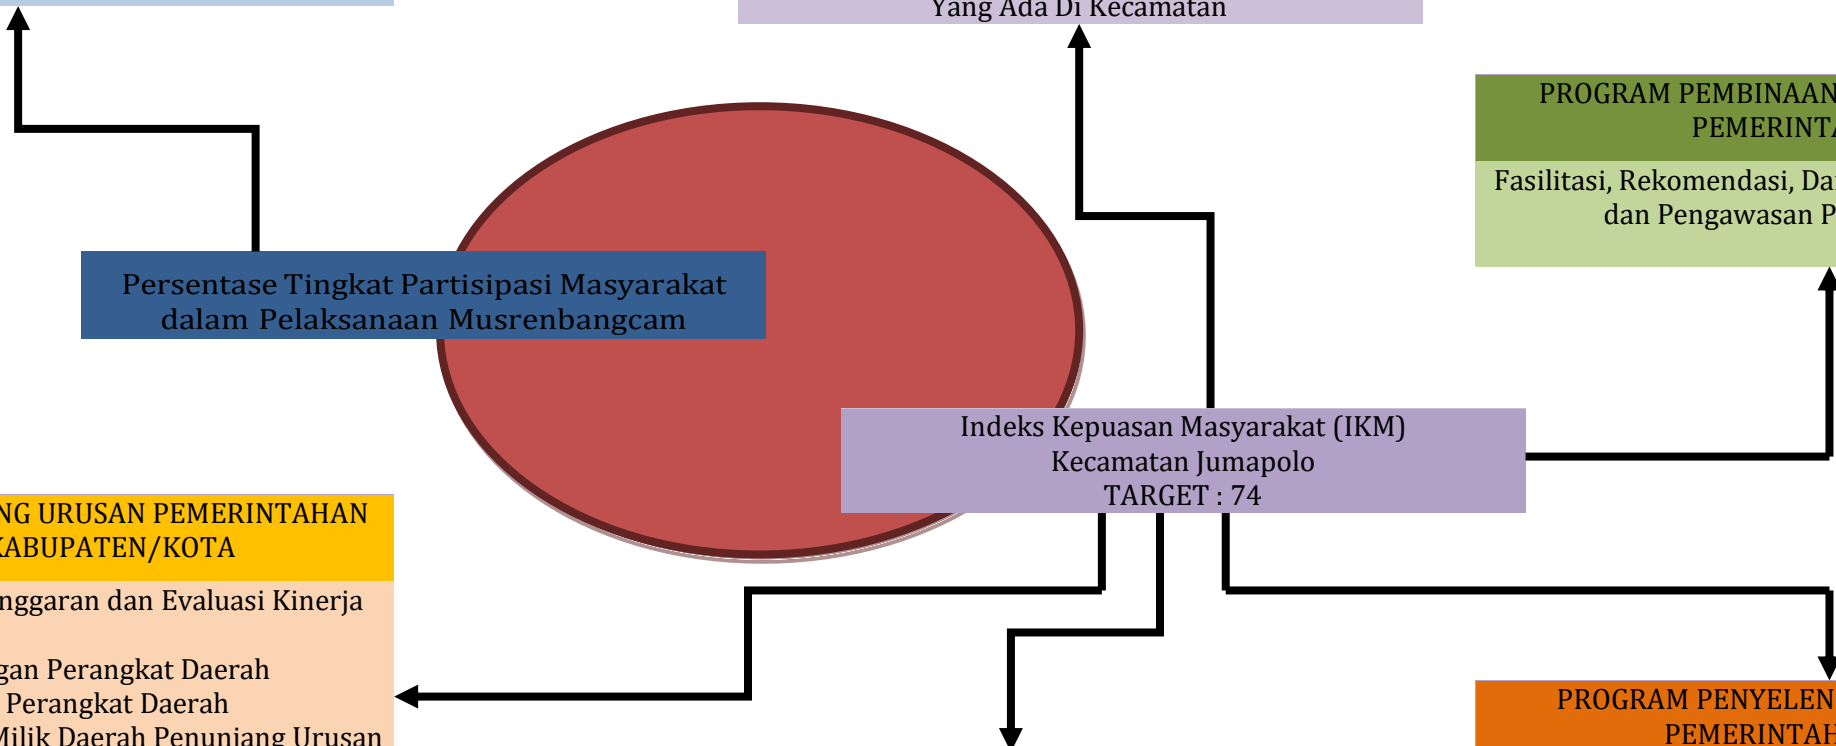 Yang Ada Di Kecamatan
PROGRAM PEMBINAAN
PEMERINTA
Fasilitasi, Rekomendasi, Dan
dan Pengawasan P
Persentase Tingkat Partisipasi Masyarakat
dalam Pelaksanaan Musrenbangcam
Indeks Kepuasan Masyarakat (IKM)
Kecamatan Jumapolo
TARGET : 74
NG URUSAN PEMERINTAHAN
KABUPATEN/KOTA
nggaran dan Evaluasi Kinerja
gan Perangkat Daerah
Perangkat Daerah
Milik Daerah Penunjang Urusan
PROGRAM PENYELEN
PEMERINTAH